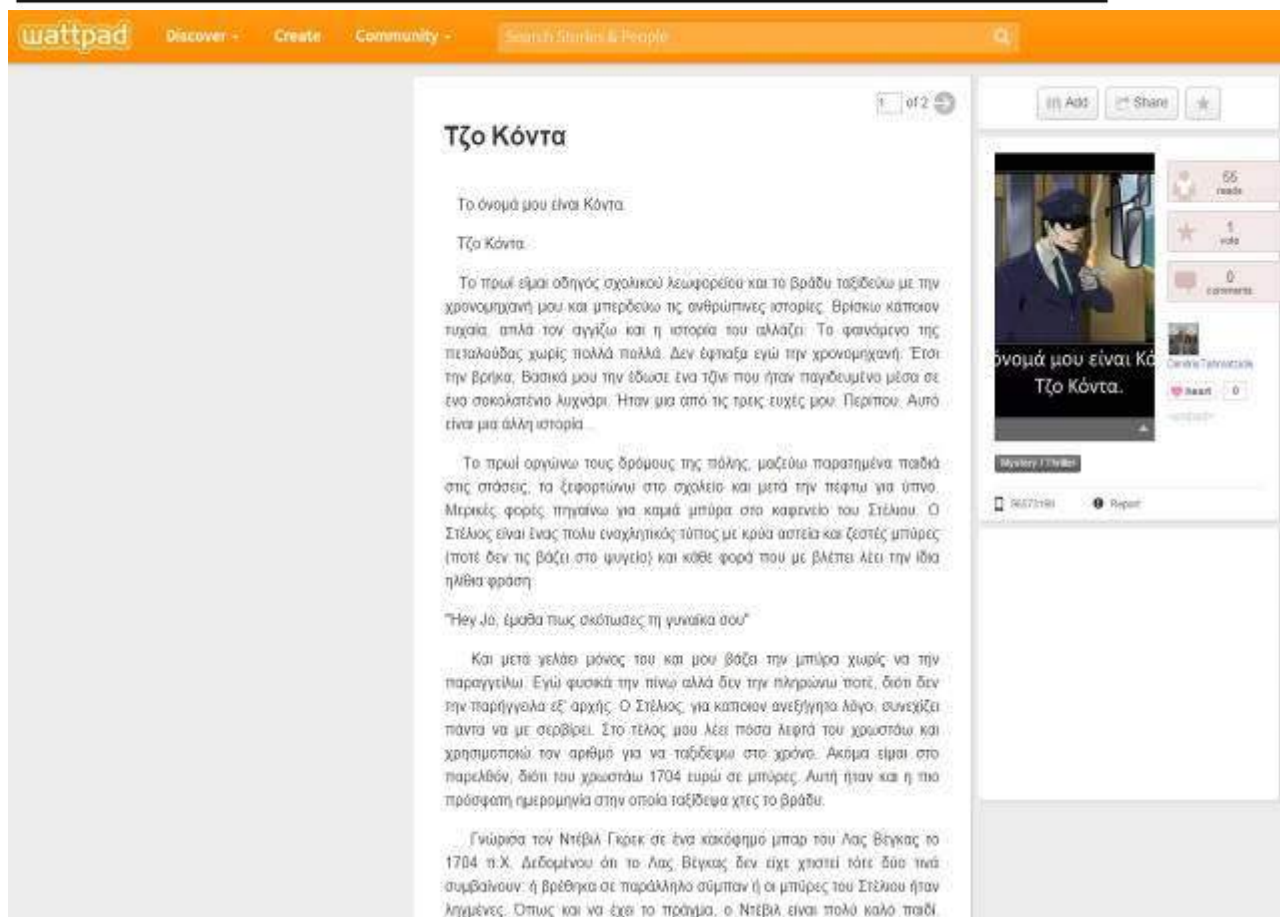 wattpad Discover Create Community Search Stories & People
1 of 2
Add Share
Τζο Κόντα
Το όνομά μου είναι Κόντα.
Τζο Κόντα.
Το πρωί είμαι οδηγός σχολικού λεωφορείου και το βράδυ ταξιδεύω με την
χρονομηχανή μου και μπερδεύω τις ανθρώπινες ιστορίες. Βρίσκω κάποιον
τυχαία, απλά τον αγγίζω και η ιστορία του αλλάζει. Το φαινόμενο της
πεταλούδας χωρίς πολλά πολλά. Δεν έφτιαξα εγώ την χρονομηχανή. Έτσι
την βρήκα. Βασικά μου την έδωσε ένα τζίνι που ήταν παγιδευμένο μέσα σε
ένα σοκολατένιο λυχνάρι. Ήταν μια από τις τρεις ευχές μου. Περίπου. Αυτό
είναι μια άλλη ιστορία...
Το πρωί οργώνω τους δρόμους της πόλης, μαζεύω παρατημένα παιδιά
στις στάσεις, τα ξεφορτώνω στο σχολείο και μετά την πέφτω για ύπνο.
Μερικές φορές πηγαίνω για καμιά μπύρα στο καφενείο του Στέλιου. Ο
Στέλιος είναι ένας πολυ ενοχλητικός τύπος με κρύα αστεία και ζεστές μπύρες
(ποτέ δεν τις βάζει στο ψυγείο) και κάθε φορά που με βλέπει λέει την ίδια
ηλίθια φράση:
"Hey Jo, έμαθα πως σκότωσες τη γυναίκα σου"
Και μετά γελάει μόνος του και μου βάζει την μπύρα χωρίς να την
παραγγείλω. Εγώ φυσικά την πίνω αλλά δεν την πληρώνω ποτέ, διότι δεν
την παρήγγειλα εξ' αρχής. Ο Στέλιος, για κάποιον ανεξήγητο λόγο, συνεχίζει
πάντα να με σερβίρει. Στο τέλος μου λέει πόσα λεφτά του χρωστάω και
χρησιμοποιώ τον αριθμό για να ταξιδέψω στο χρόνο. Ακόμα είμαι στο
παρελθόν, διότι του χρωστάω 1704 ευρώ σε μπύρες. Αυτή ήταν και η πιο
πρόσφατη ημερομηνία στην οποία ταξίδεψα χτες το βράδυ.
Γνώρισα τον Ντέβιλ Γκρεκ σε ένα κακόφημο μπαρ του Λας Βέγκας το
1704 π.Χ. Δεδομένου ότι το Λας Βέγκας δεν είχε χτιστεί τότε δύο τινά
συμβαίνουν: ή βρέθηκα σε παράλληλο σύμπαν ή οι μπύρες του Στέλιου ήταν
ληγμένες. Όπως και να έχει το πράγμα, ο Ντέβιλ είναι πολύ καλό παιδί.
όνομά μου είναι Κό
Τζο Κόντα.
55
reads
1
vote
0
comments
heart 0
Mystery / Thriller
Report